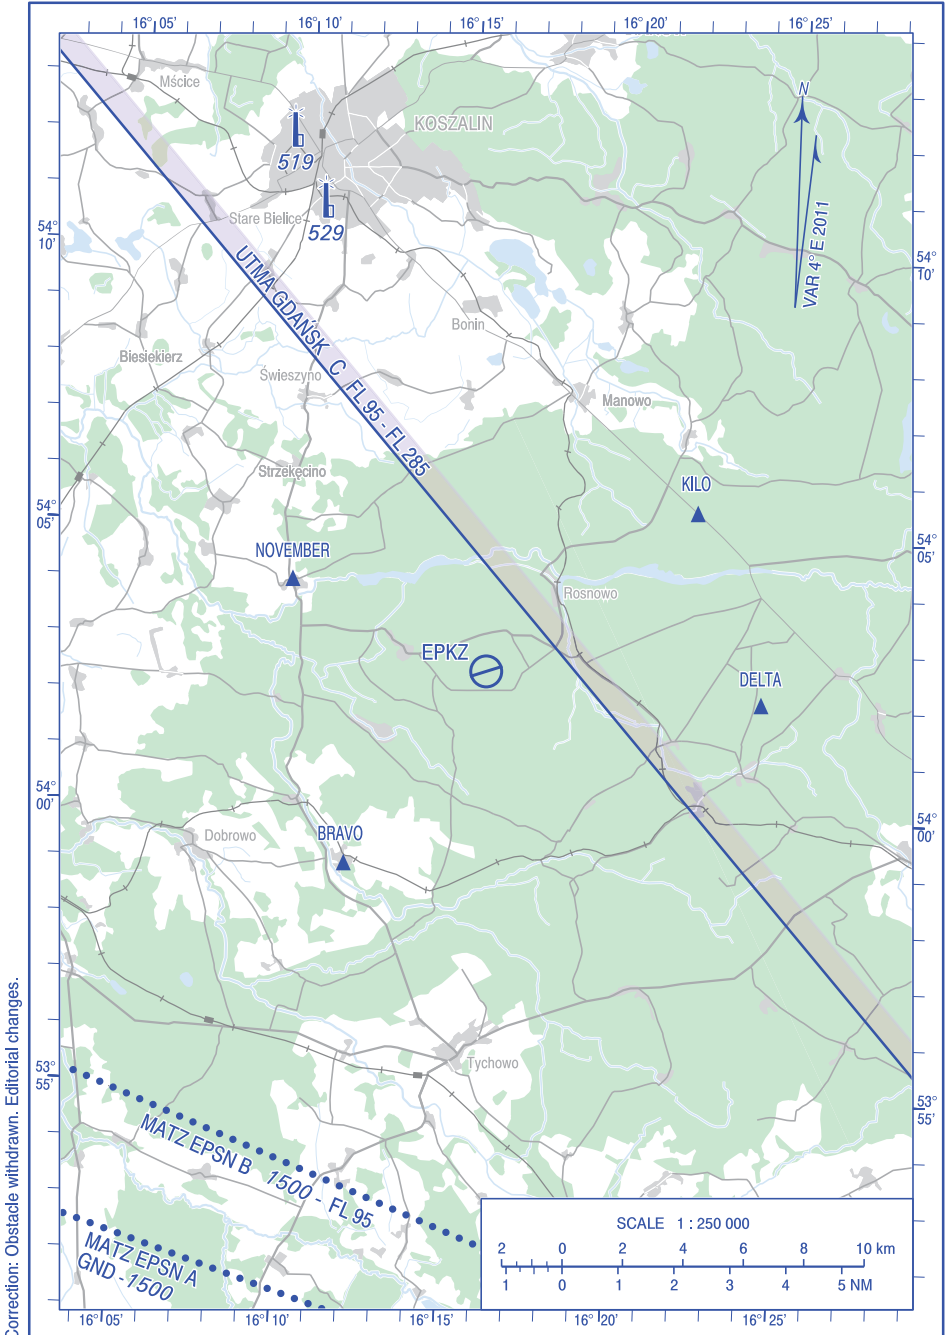 16° 05'
16° 10'
16° 15'
16° 20'
16° 25'
Mścice
KOSZALIN
N
519
Stare Bielice
529
54°
10'
54°
10'
VAR 4° E 2011
UTMA GDAŃSK C FL 95 - FL 285
Bonin
Biesiekierz
Świeszyno
Manowo
Strzekęcino
KILO
54°
05'
54°
05'
NOVEMBER
Rosnowo
EPKZ
DELTA
54°
00'
54°
00'
Dobrowo
BRAVO
Tychowo
53°
55'
53°
55'
MATZ EPSN B 1500 - FL 95
MATZ EPSN A
GND -1500
SCALE 1 : 250 000
2 0 2 4 6 8 10 km
1 0 1 2 3 4 5 NM
16° 05'
16° 10'
16° 15'
16° 20'
16° 25'
Correction: Obstacle withdrawn. Editorial changes.